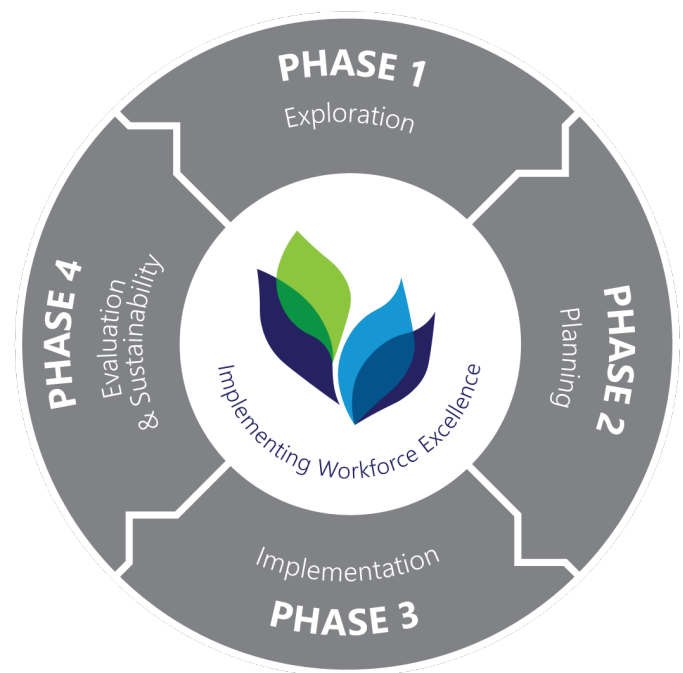 PHASE 1
Exploration
PHASE 2
Planning
PHASE 3
Implementation
PHASE 4
Evaluation
& Sustainability
Implementing Workforce Excellence